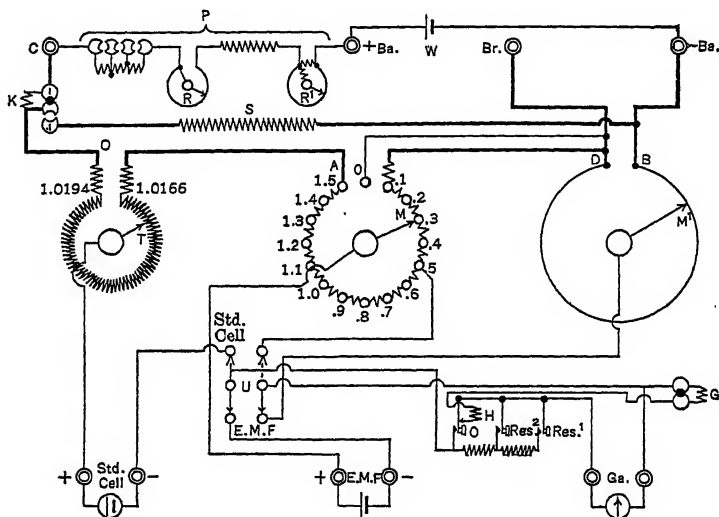 P
C
+Ba.
W
Br.
-Ba.
R
R¹
K
S
O
1.0194
1.0166
A
O
D
B
1.5
.1
1.4
.2
1.3
M
.3
M¹
1.2
.4
T
1.1
.5
1.0
.6
.9
.8
.7
Std.
Cell
U
G
H
E.M.F
O
Res.²
Res.¹
+
Std.
Cell
-
+
E.M.F
-
Ga.